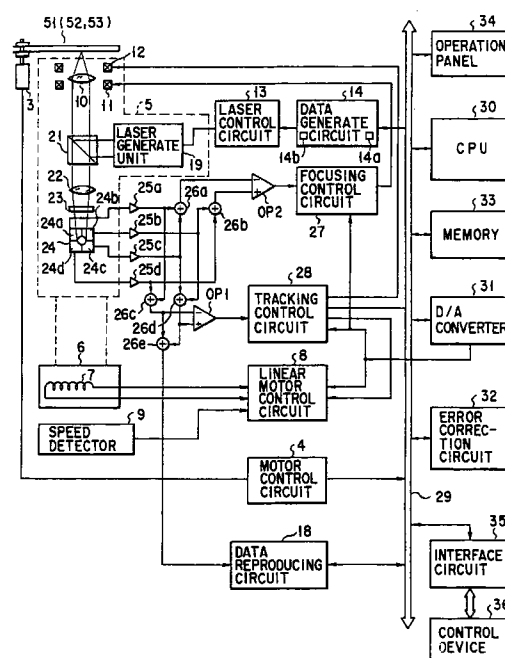 51(52,53)
12
34
OPERATION
PANEL
3
10
11
5
13
14
LASER
CONTROL
CIRCUIT
DATA
GENERATE
CIRCUIT
14b
14a
30
CPU
21
LASER
GENERATE
UNIT
19
22
25a
26a
OP2
FOCUSING
CONTROL
CIRCUIT
27
33
MEMORY
23
24b
24a
25b
26b
24
25c
24d
24c
25d
28
31
D/A
CONVERTER
26c
26d
OP1
TRACKING
CONTROL
CIRCUIT
26e
6
7
8
LINEAR
MOTOR
CONTROL
CIRCUIT
32
ERROR
CORREC-
TION
CIRCUIT
9
SPEED
DETECTOR
4
MOTOR
CONTROL
CIRCUIT
29
18
DATA
REPRODUCING
CIRCUIT
35
INTERFACE
CIRCUIT
36
CONTROL
DEVICE